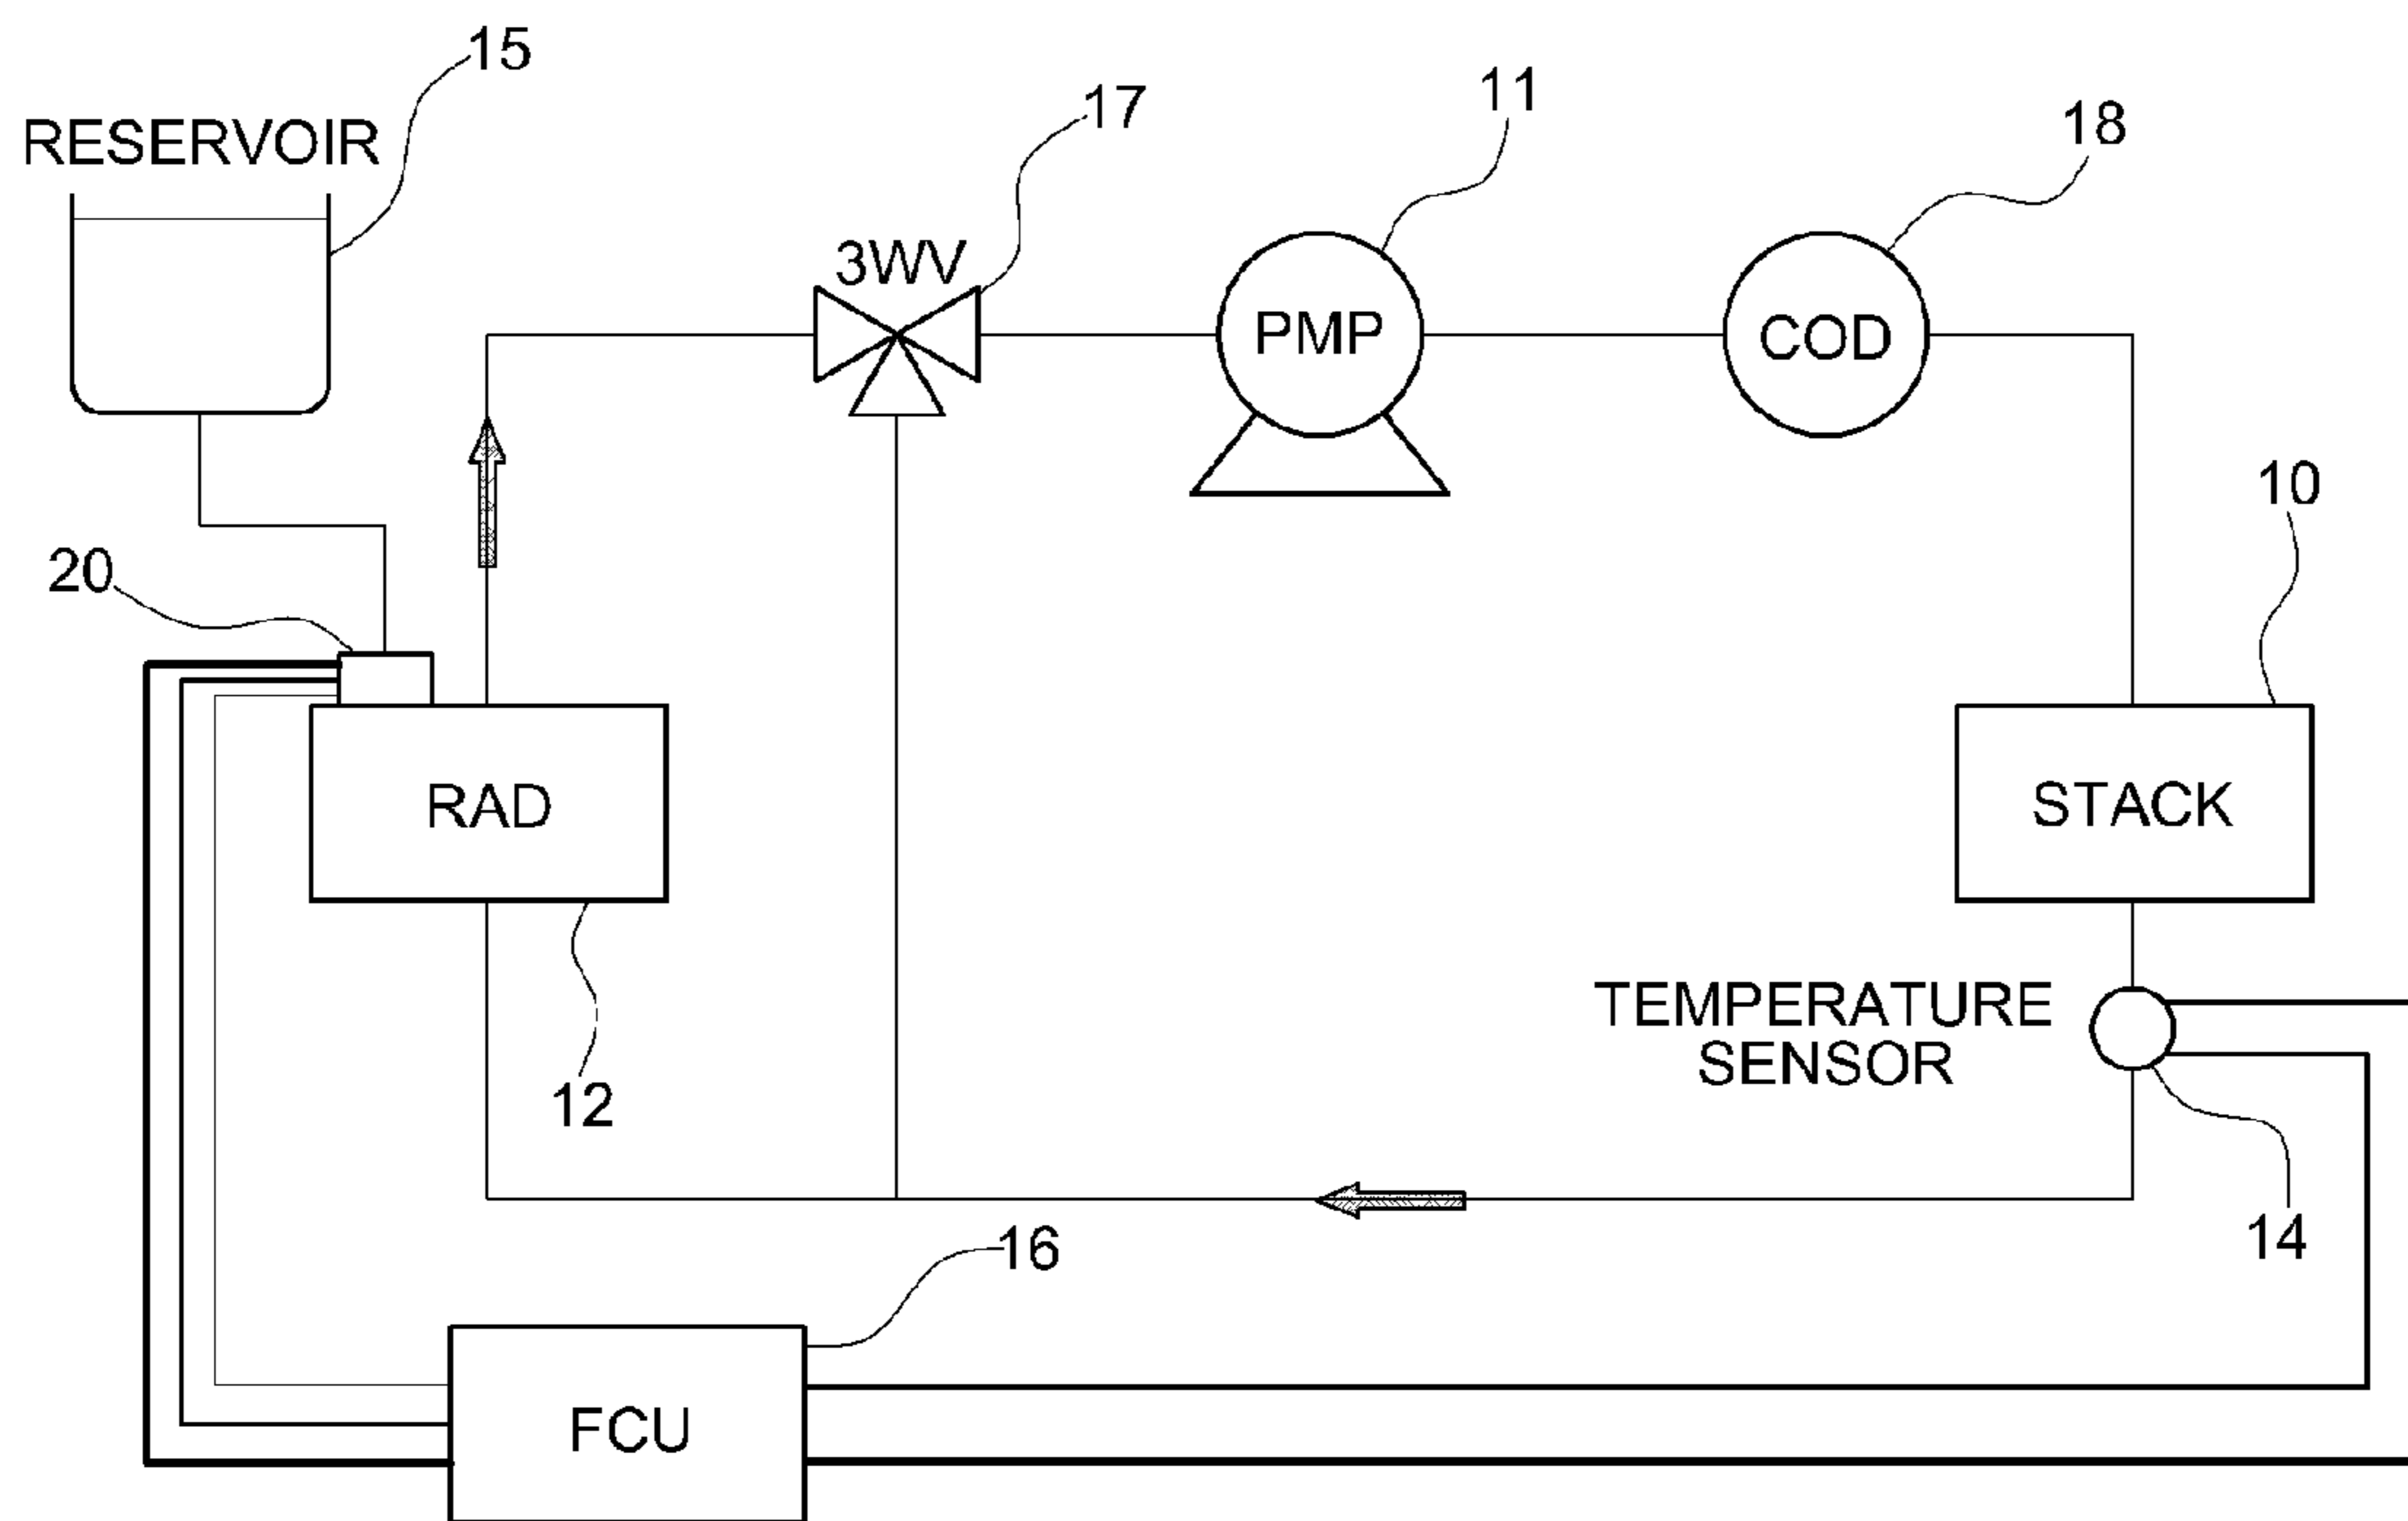 15
RESERVOIR
17
11
18
3WV
PMP
COD
10
20
RAD
STACK
TEMPERATURE
SENSOR
12
14
16
FCU